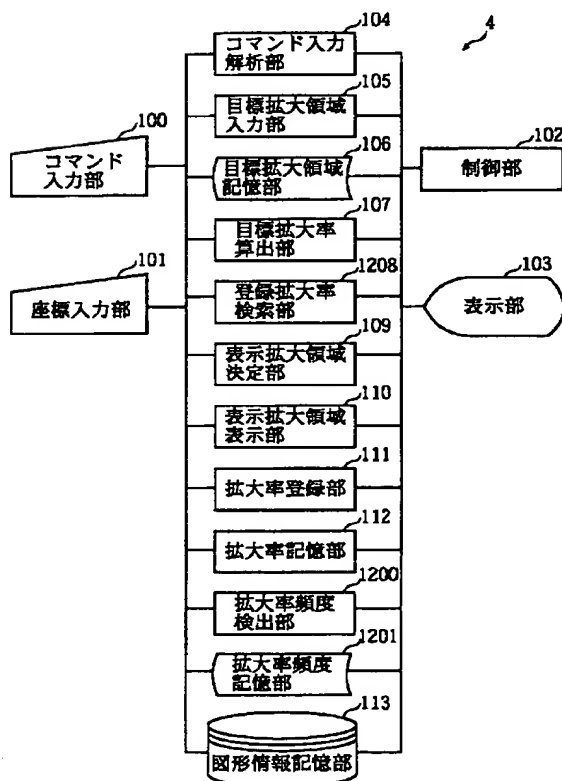 4
104
コマンド入力
解析部
105
目標拡大領域
入力部
100
コマンド
入力部
106
目標拡大領域
記憶部
102
制御部
107
目標拡大率
算出部
101
座標入力部
1208
登録拡大率
検索部
103
表示部
109
表示拡大領域
決定部
110
表示拡大領域
表示部
111
拡大率登録部
112
拡大率記憶部
1200
拡大率頻度
検出部
1201
拡大率頻度
記憶部
113
図形情報記憶部